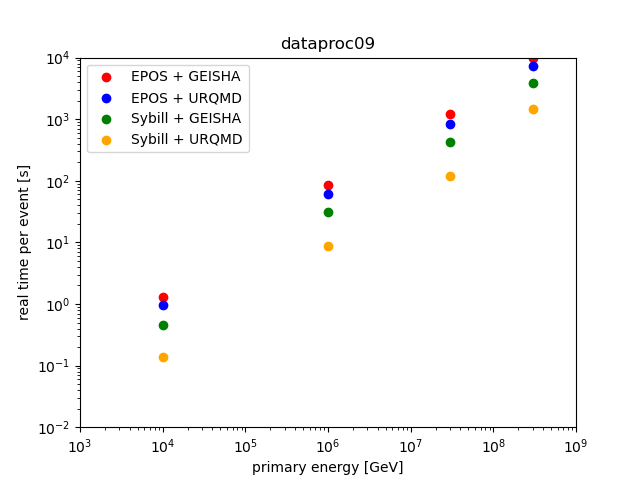 dataproc09
EPOS + GEISHA
EPOS + URQMD
Sybill + GEISHA
Sybill + URQMD
real time per event [s]
10^4
10^3
10^2
10^1
10^0
10^-1
10^-2
10^3 10^4 10^5 10^6 10^7 10^8 10^9
primary energy [GeV]